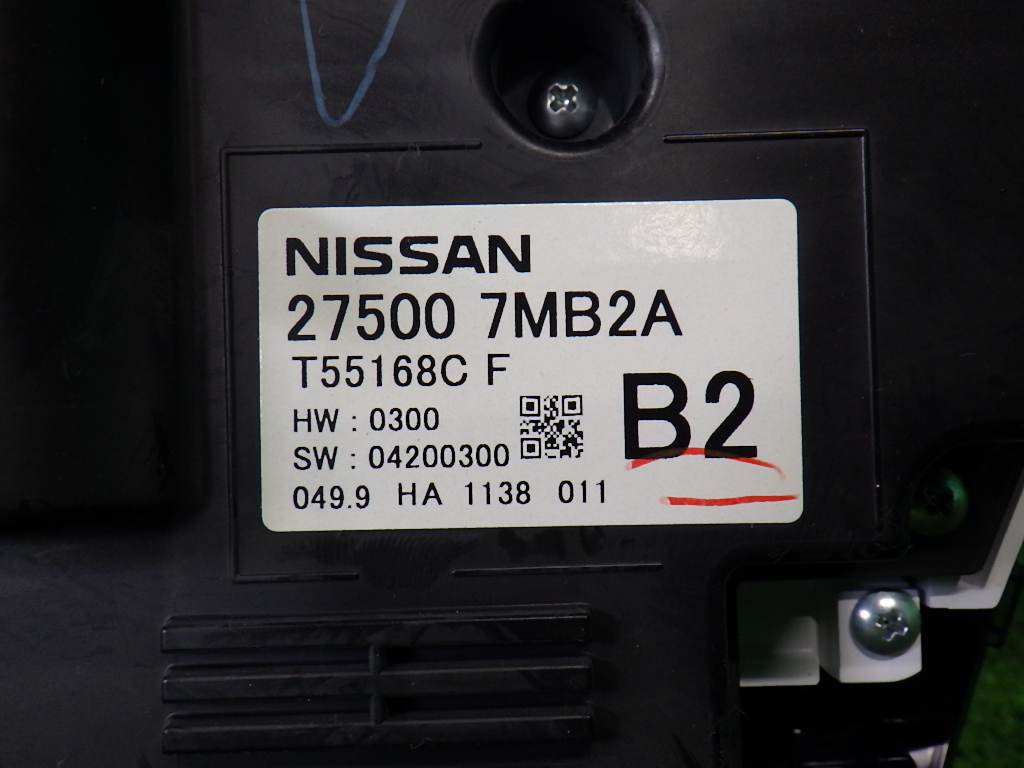 NISSAN
27500 7MB2A
T55168C F
HW : 0300
SW : 04200300
B2
049.9 HA 1138 011